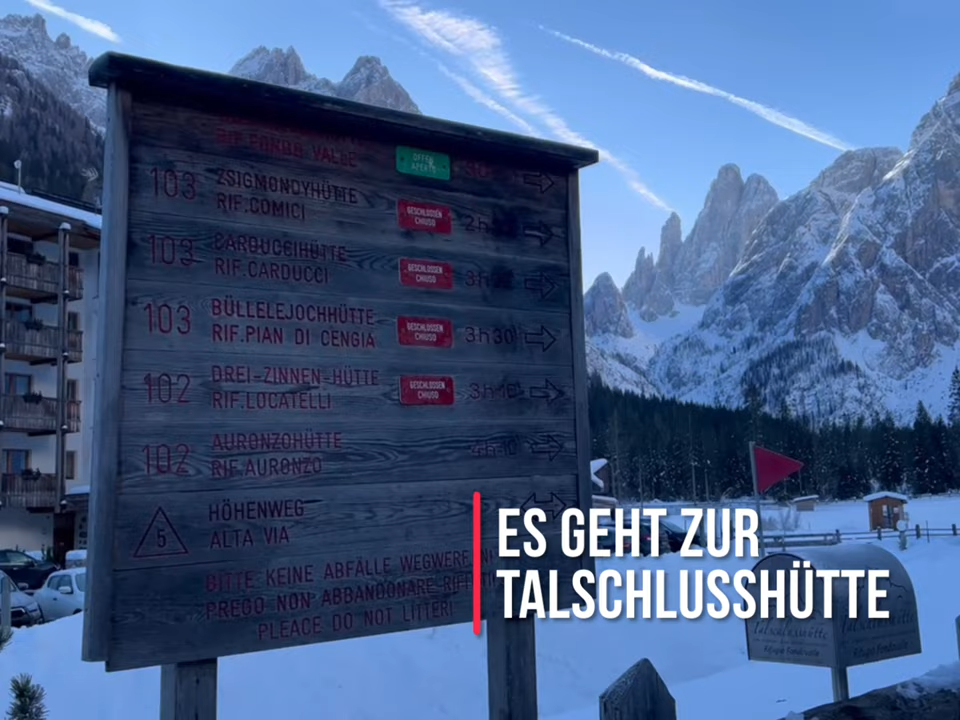 RIF.FONDO VALLE
OFFEN
APERTO
103 ZSIGMONDYHÜTTE
RIF.COMICI
GESCHLOSSEN
CHIUSO
103 CARDUCCIHÜTTE
RIF.CARDUCCI
GESCHLOSSEN
CHIUSO
103 BÜLLELEJOCHHÜTTE
RIF.PIAN DI CENGIA
GESCHLOSSEN
CHIUSO
3h30
102 DREI-ZINNEN-HÜTTE
RIF.LOCATELLI
GESCHLOSSEN
CHIUSO
3h10
102 AURONZOHÜTTE
RIF.AURONZO
4h10
5 HÖHENWEG
ALTA VIA
BITTE KEINE ABFÄLLE
PREGO NON ABBANDONARE
PLEACE DO NOT LITTER!
ES GEHT ZUR
TALSCHLUSSHÜTTE
Talschlusshütte
Rifugio Fondovalle